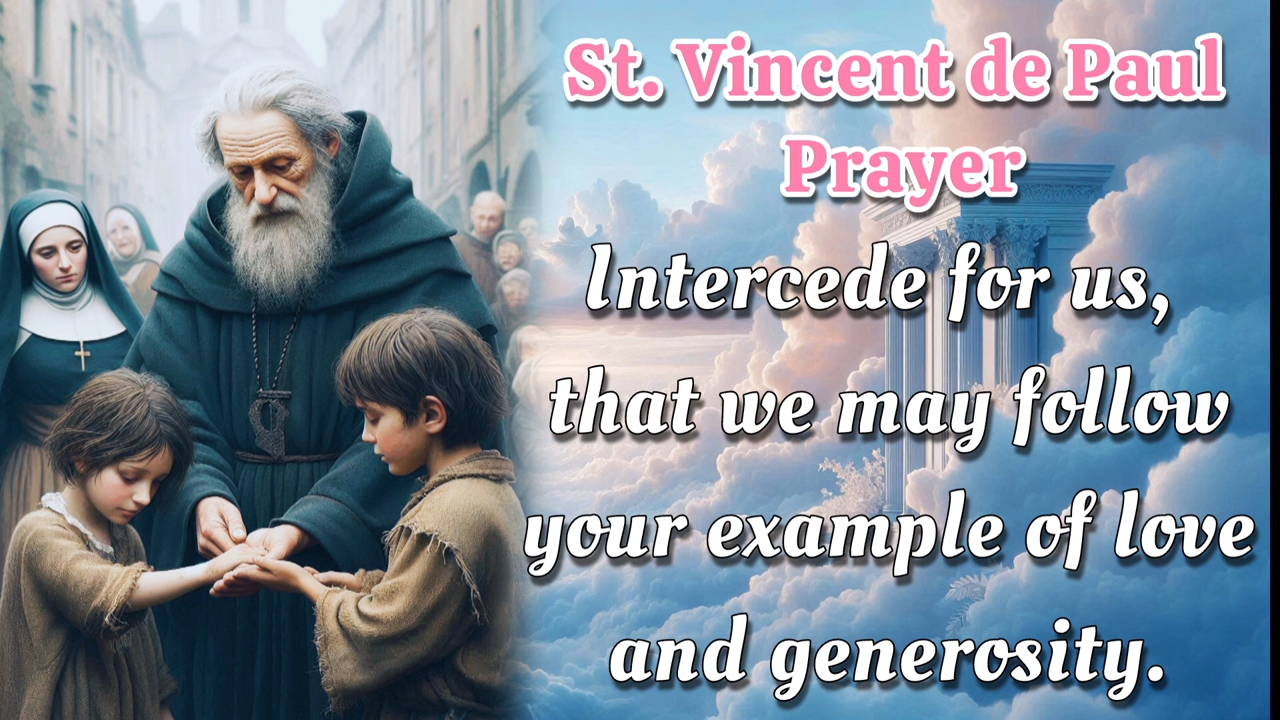 St. Vincent de Paul
Prayer
Intercede for us,
that we may follow
your example of love
and generosity.